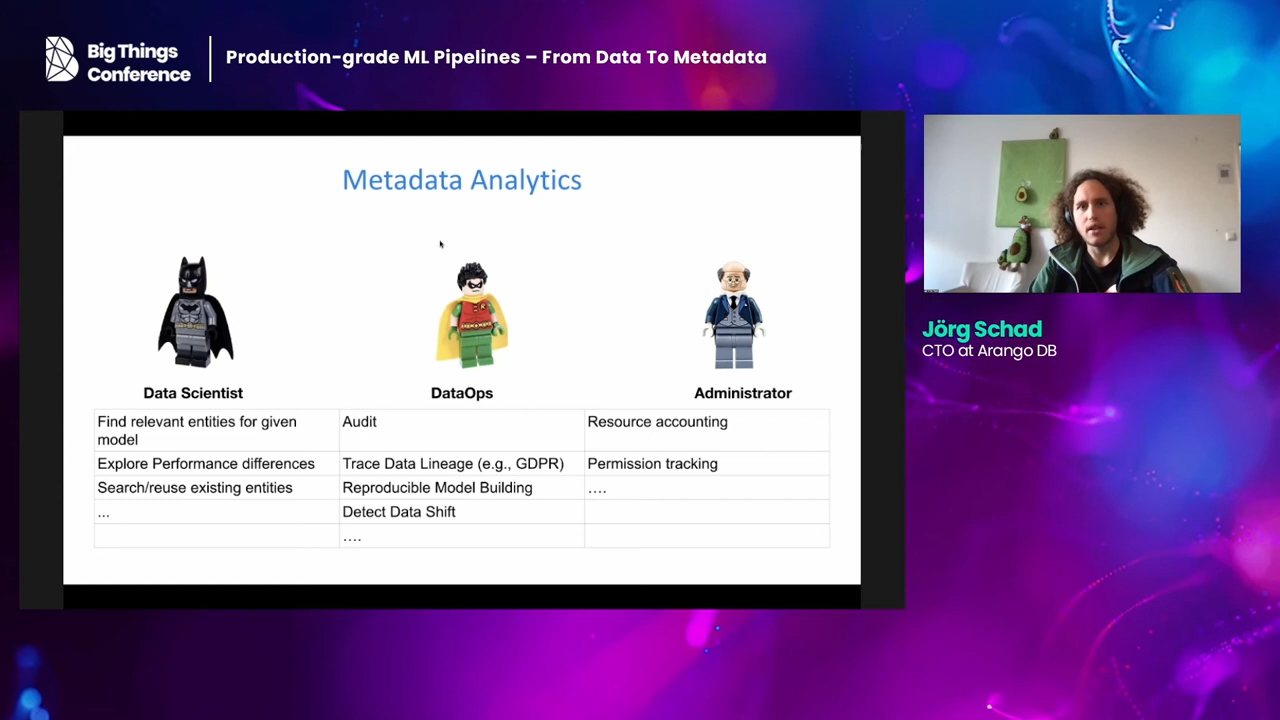 Big Things
Conference
Production-grade ML Pipelines – From Data To Metadata
Metadata Analytics
Data Scientist
DataOps
Administrator
Find relevant entities for given
model
Audit
Resource accounting
Explore Performance differences
Trace Data Lineage (e.g., GDPR)
Permission tracking
Search/reuse existing entities
Reproducible Model Building
....
...
Detect Data Shift
....
Jörg Schad
CTO at Arango DB